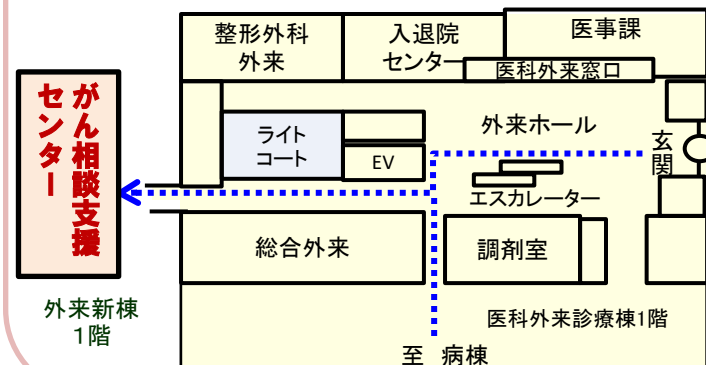 整形外科
外来
入退院
センター
医事課
医科外来窓口
がん相談支援
センター
ライト
コート
EV
外来ホール
玄関
エスカレーター
総合外来
調剤室
外来新棟
1階
医科外来診療棟1階
至 病棟